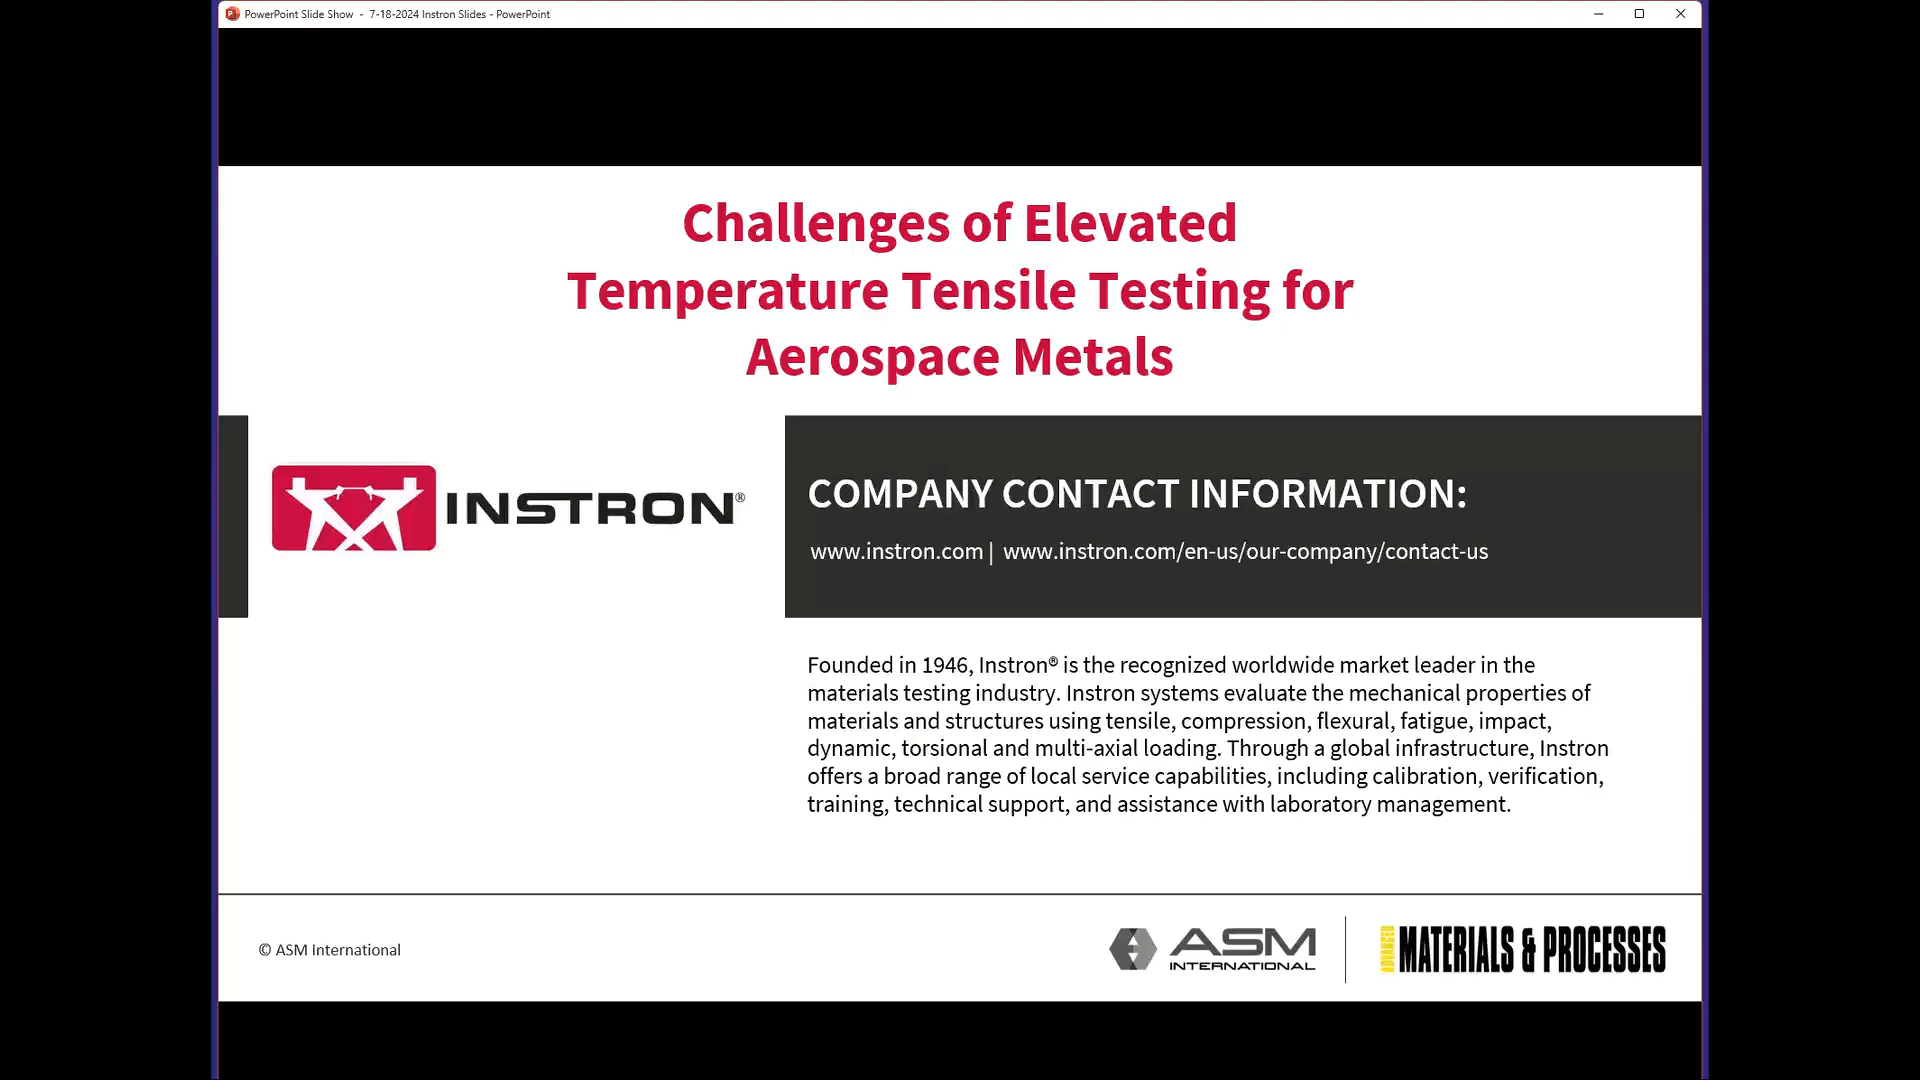 PowerPoint Slide Show - 7-18-2024 Instron Slides - PowerPoint
Challenges of Elevated
Temperature Tensile Testing for
Aerospace Metals
INSTRON®
COMPANY CONTACT INFORMATION:
www.instron.com | www.instron.com/en-us/our-company/contact-us
Founded in 1946, Instron® is the recognized worldwide market leader in the
materials testing industry. Instron systems evaluate the mechanical properties of
materials and structures using tensile, compression, flexural, fatigue, impact,
dynamic, torsional and multi-axial loading. Through a global infrastructure, Instron
offers a broad range of local service capabilities, including calibration, verification,
training, technical support, and assistance with laboratory management.
© ASM International
ASM
INTERNATIONAL
ADVANCED
MATERIALS & PROCESSES